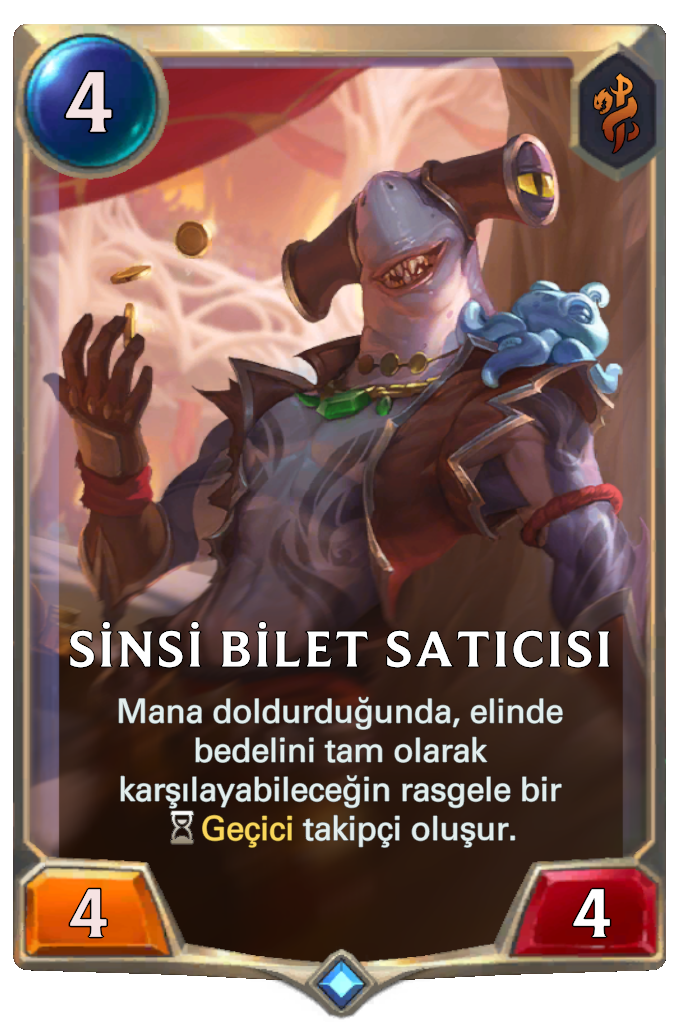 4
SİNSİ BİLET SATICISI
Mana doldurduğunda, elinde
bedelini tam olarak
karşılayabileceğin rasgele bir
Geçici takipçi oluşur.
4
4